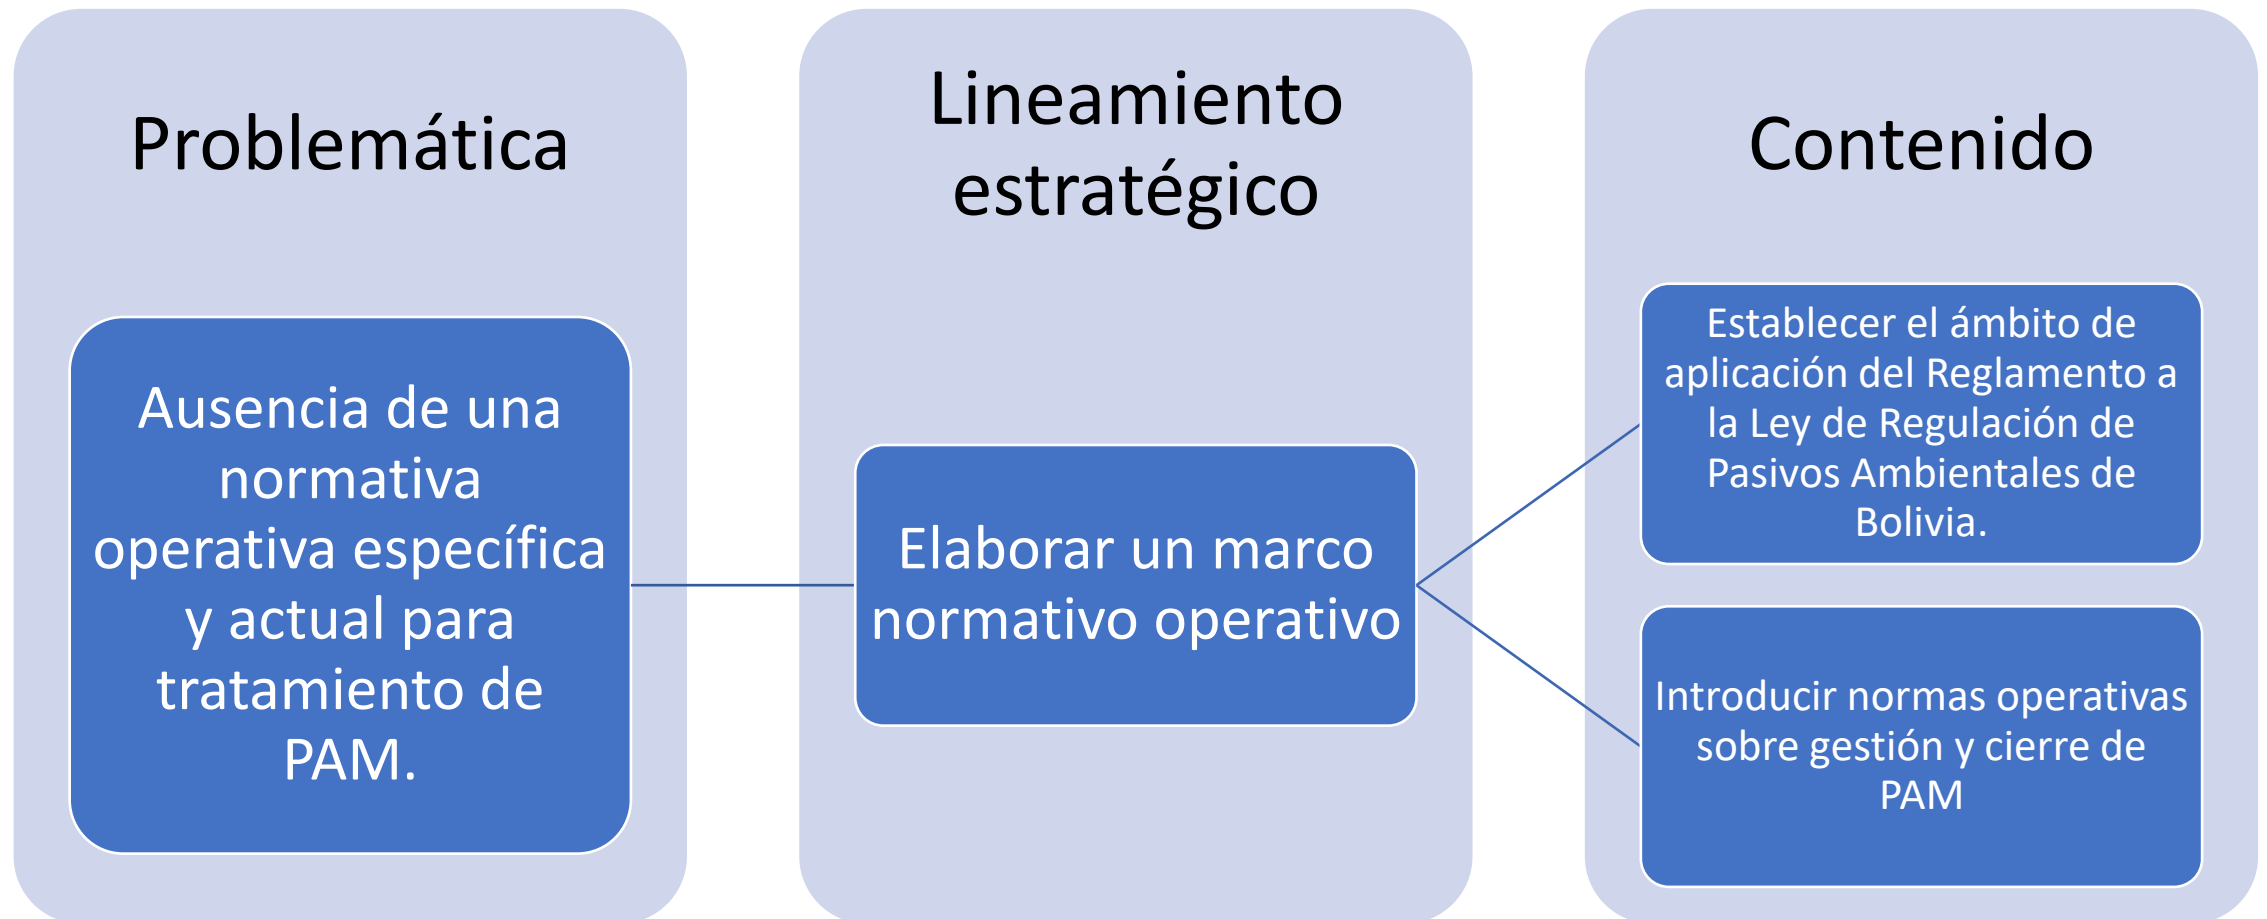 Problemática
Ausencia de una
normativa
operativa específica
y actual para
tratamiento de
PAM.
Lineamiento
estratégico
Elaborar un marco
normativo operativo
Contenido
Establecer el ámbito de
aplicación del Reglamento a
la Ley de Regulación de
Pasivos Ambientales de
Bolivia.
Introducir normas operativas
sobre gestión y cierre de
PAM